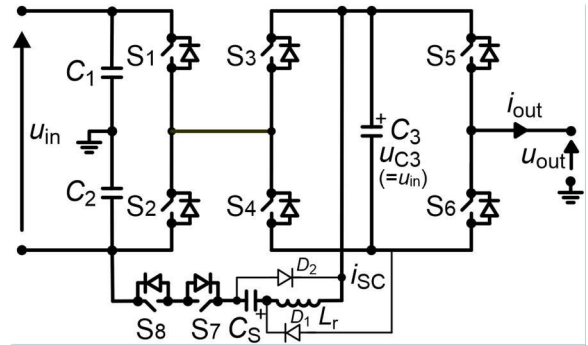 S1
S3
S5
C1
+
C3
uC3
(=uin)
iout
uin
uout
C2
S2
S4
S6
D2
iSC
S8
S7
CS
+
D1
Lr